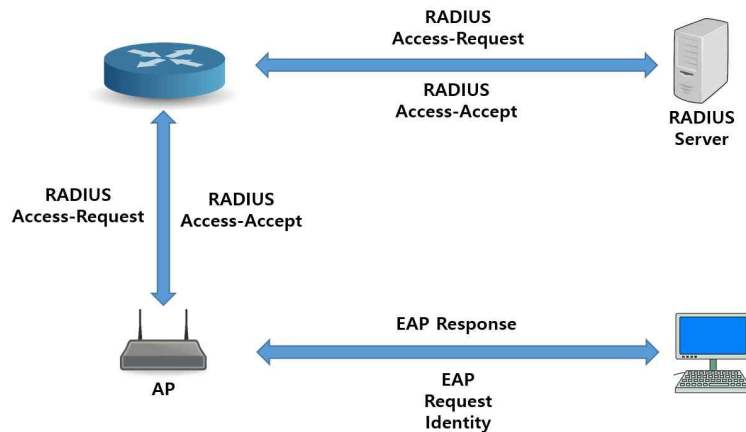 RADIUS
Access-Request
RADIUS
Access-Accept
RADIUS
Server
RADIUS
Access-Request
RADIUS
Access-Accept
AP
EAP Response
EAP
Request
Identity